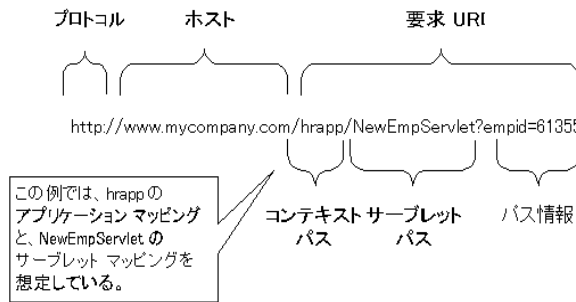 プロトコル ホスト 要求 URI
http://www.mycompany.com/hrapp/NewEmpServlet?empid=61355
この例では、hrapp の
アプリケーション マッピング
と、NewEmpServlet の
サーブレット マッピングを
想定している。
コンテキスト パス
サーブレット パス
パス情報